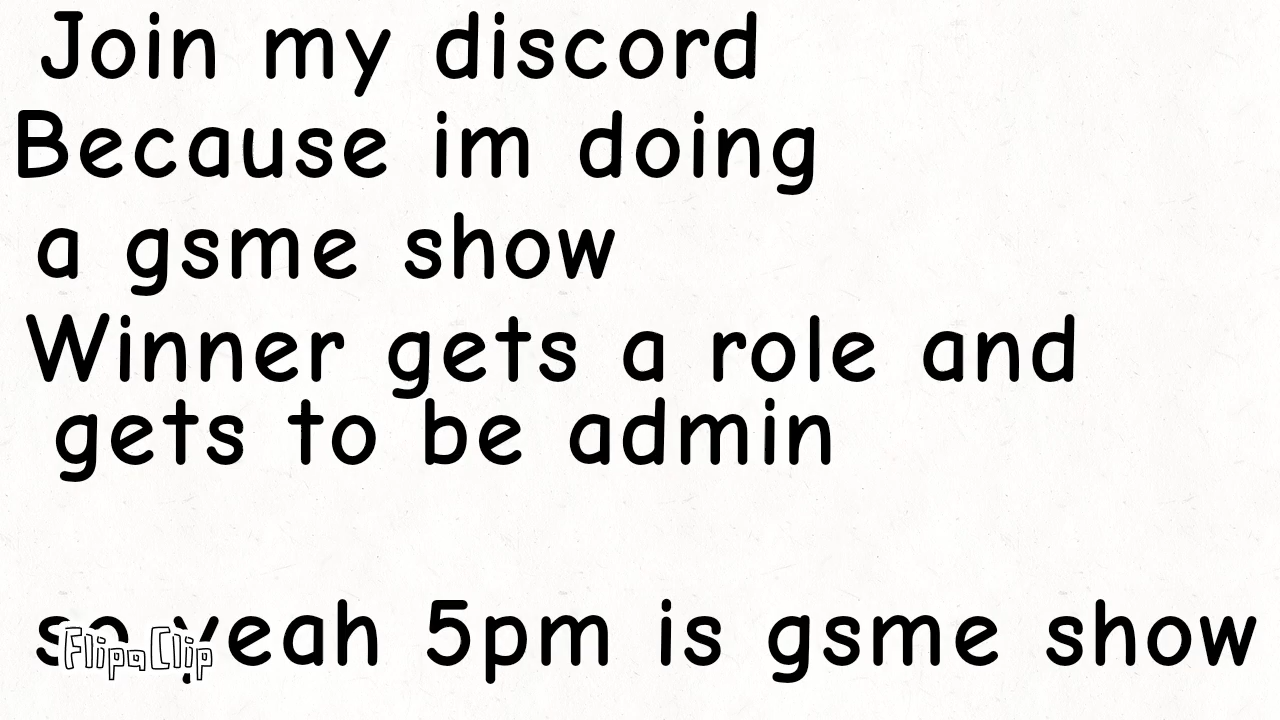 Join my discord
Because im doing
a gsme show
Winner gets a role and
gets to be admin
so yeah 5pm is gsme show
FlipaClip